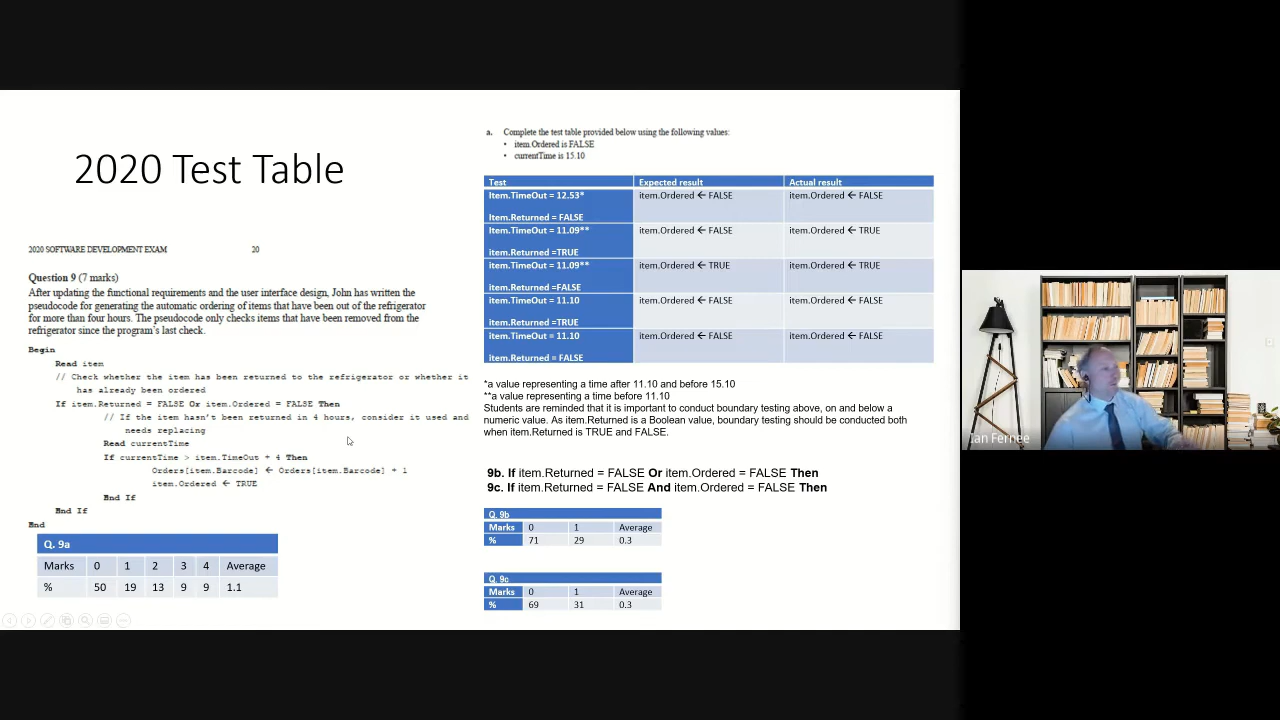 2020 Test Table
2020 SOFTWARE DEVELOPMENT EXAM 20
Question 9 (7 marks)
After updating the functional requirements and the user interface design, John has written the
pseudocode for generating the automatic ordering of items that have been out of the refrigerator
for more than four hours. The pseudocode only checks items that have been removed from the
refrigerator since the program's last check.
Begin
Read item
// Check whether the item has been returned to the refrigerator or whether it
has already been ordered
If item.Returned = FALSE Or item.Ordered = FALSE Then
// If the item hasn't been returned in 4 hours, consider it used and
needs replacing
Read currentTime
If currentTime > item.TimeOut + 4 Then
Orders[item.Barcode] ← Orders[item.Barcode] + 1
item.Ordered ← TRUE
End If
End If
End
Q. 9a
Marks 0 1 2 3 4 Average
% 50 19 13 9 9 1.1
a. Complete the test table provided below using the following values:
• item.Ordered is FALSE
• currentTime is 15.10
Test Expected result Actual result
Item.TimeOut = 12.53* item.Ordered ← FALSE item.Ordered ← FALSE
Item.Returned = FALSE
Item.TimeOut = 11.09** item.Ordered ← FALSE item.Ordered ← TRUE
Item.Returned =TRUE
Item.TimeOut = 11.09** item.Ordered ← TRUE item.Ordered ← TRUE
Item.Returned =FALSE
Item.TimeOut = 11.10 item.Ordered ← FALSE item.Ordered ← FALSE
Item.Returned =TRUE
Item.TimeOut = 11.10 item.Ordered ← FALSE item.Ordered ← FALSE
Item.Returned = FALSE
*a value representing a time after 11.10 and before 15.10
**a value representing a time before 11.10
Students are reminded that it is important to conduct boundary testing above, on and below a
numeric value. As item.Returned is a Boolean value, boundary testing should be conducted both
when item.Returned is TRUE and FALSE.
9b. If item.Returned = FALSE Or item.Ordered = FALSE Then
9c. If item.Returned = FALSE And item.Ordered = FALSE Then
Q. 9b
Marks 0 1 Average
% 71 29 0.3
Q. 9c
Marks 0 1 Average
% 69 31 0.3
Ian Fernee